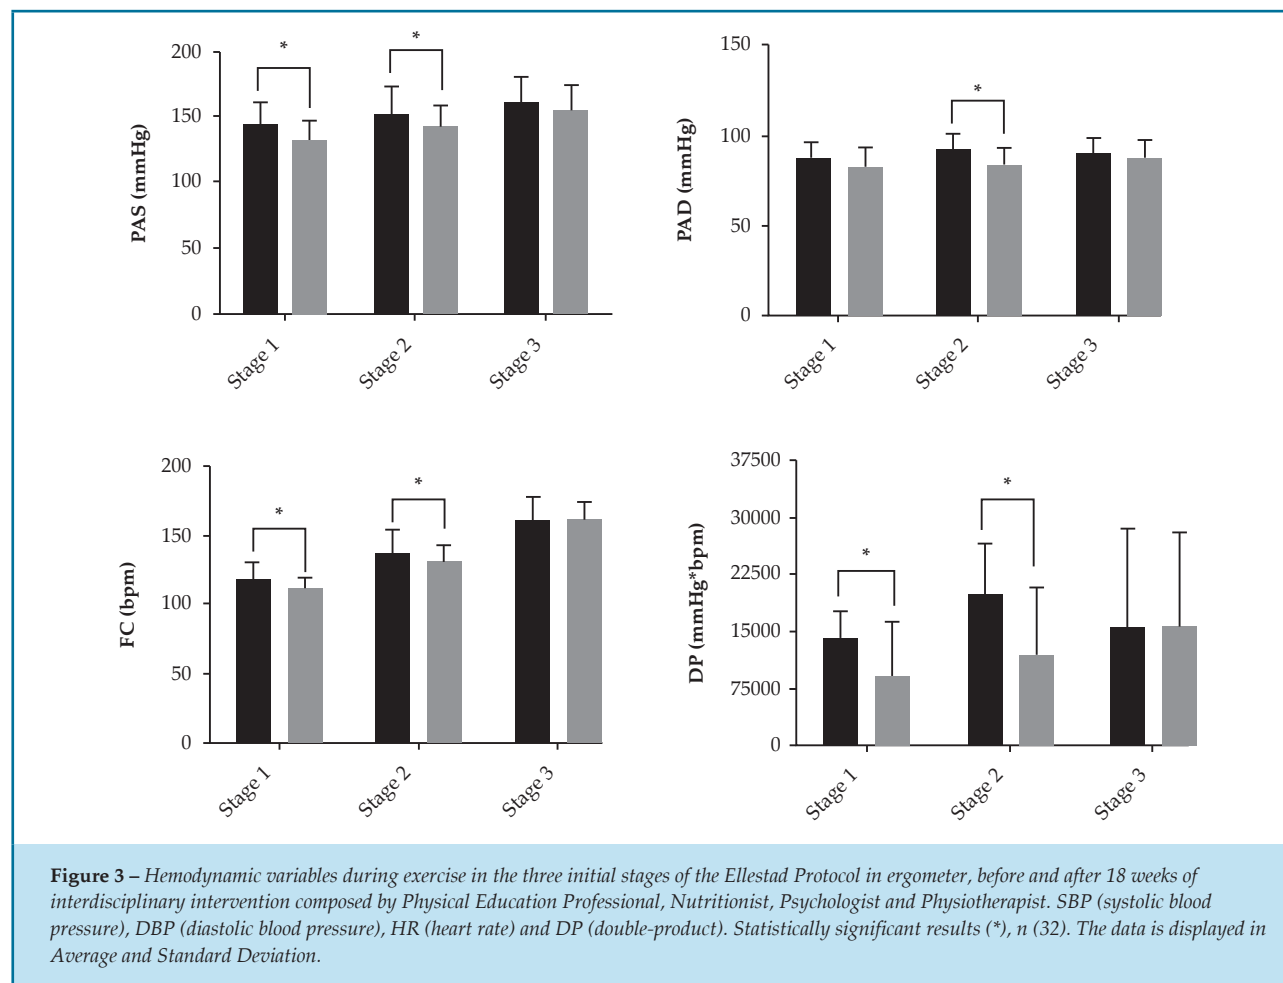 200
150
100
50
0
PAS (mmHg)
*
*
Stage 1
Stage 2
Stage 3
150
100
50
0
PAD (mmHg)
*
Stage 1
Stage 2
Stage 3
200
150
100
50
0
FC (bpm)
*
*
Stage 1
Stage 2
Stage 3
37500
30000
22500
15000
75000
0
DP (mmHg*bpm)
*
*
Stage 1
Stage 2
Stage 3
Figure 3 – Hemodynamic variables during exercise in the three initial stages of the Ellestad Protocol in ergometer, before and after 18 weeks of
interdisciplinary intervention composed by Physical Education Professional, Nutritionist, Psychologist and Physiotherapist. SBP (systolic blood
pressure), DBP (diastolic blood pressure), HR (heart rate) and DP (double-product). Statistically significant results (*), n (32). The data is displayed in
Average and Standard Deviation.